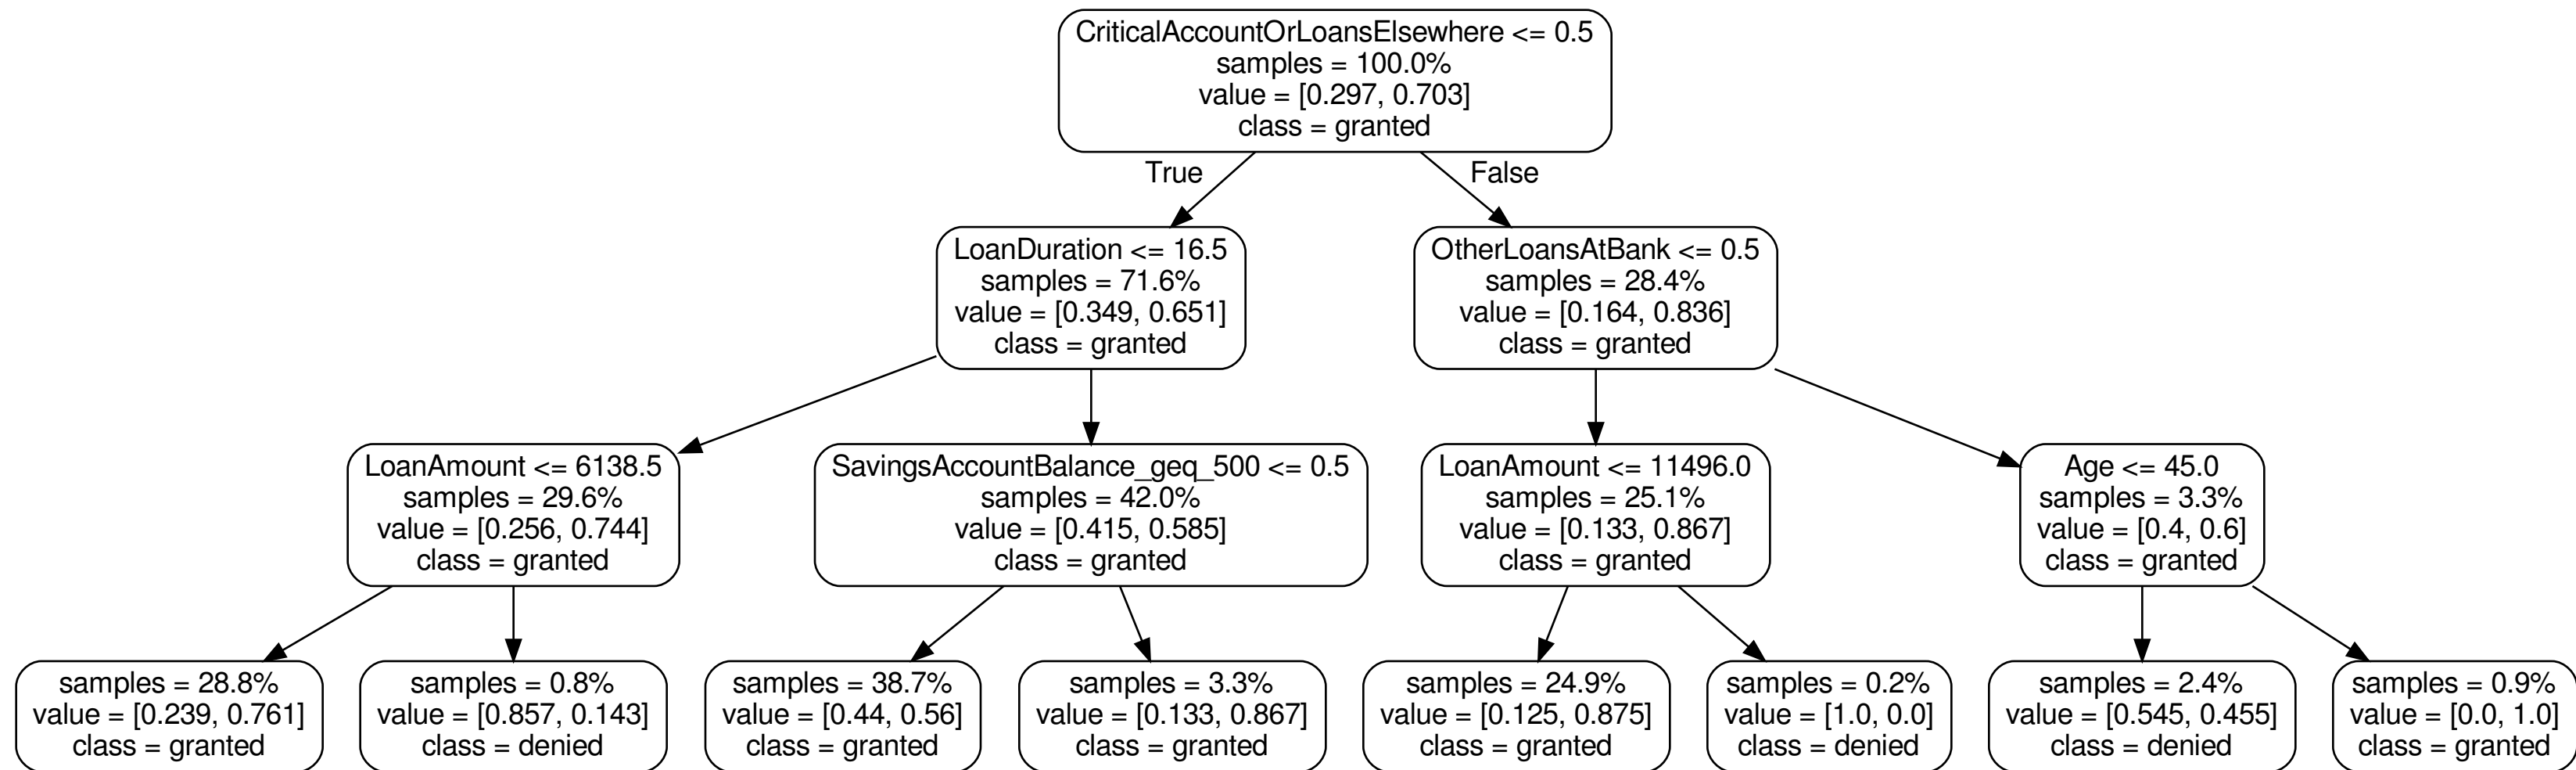 CriticalAccountOrLoansElsewhere <= 0.5
samples = 100.0%
value = [0.297, 0.703]
class = granted
True
False
LoanDuration <= 16.5
samples = 71.6%
value = [0.349, 0.651]
class = granted
OtherLoansAtBank <= 0.5
samples = 28.4%
value = [0.164, 0.836]
class = granted
LoanAmount <= 6138.5
samples = 29.6%
value = [0.256, 0.744]
class = granted
SavingsAccountBalance_geq_500 <= 0.5
samples = 42.0%
value = [0.415, 0.585]
class = granted
LoanAmount <= 11496.0
samples = 25.1%
value = [0.133, 0.867]
class = granted
Age <= 45.0
samples = 3.3%
value = [0.4, 0.6]
class = granted
samples = 28.8%
value = [0.239, 0.761]
class = granted
samples = 0.8%
value = [0.857, 0.143]
class = denied
samples = 38.7%
value = [0.44, 0.56]
class = granted
samples = 3.3%
value = [0.133, 0.867]
class = granted
samples = 24.9%
value = [0.125, 0.875]
class = granted
samples = 0.2%
value = [1.0, 0.0]
class = denied
samples = 2.4%
value = [0.545, 0.455]
class = denied
samples = 0.9%
value = [0.0, 1.0]
class = granted